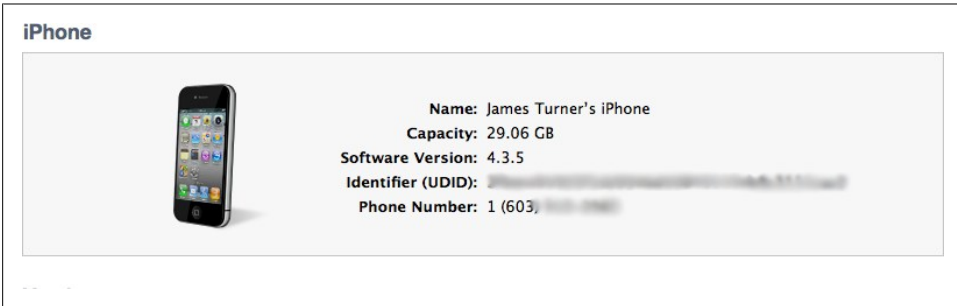 iPhone
Name: James Turner's iPhone
Capacity: 29.06 GB
Software Version: 4.3.5
Identifier (UDID):
Phone Number: 1 (603)